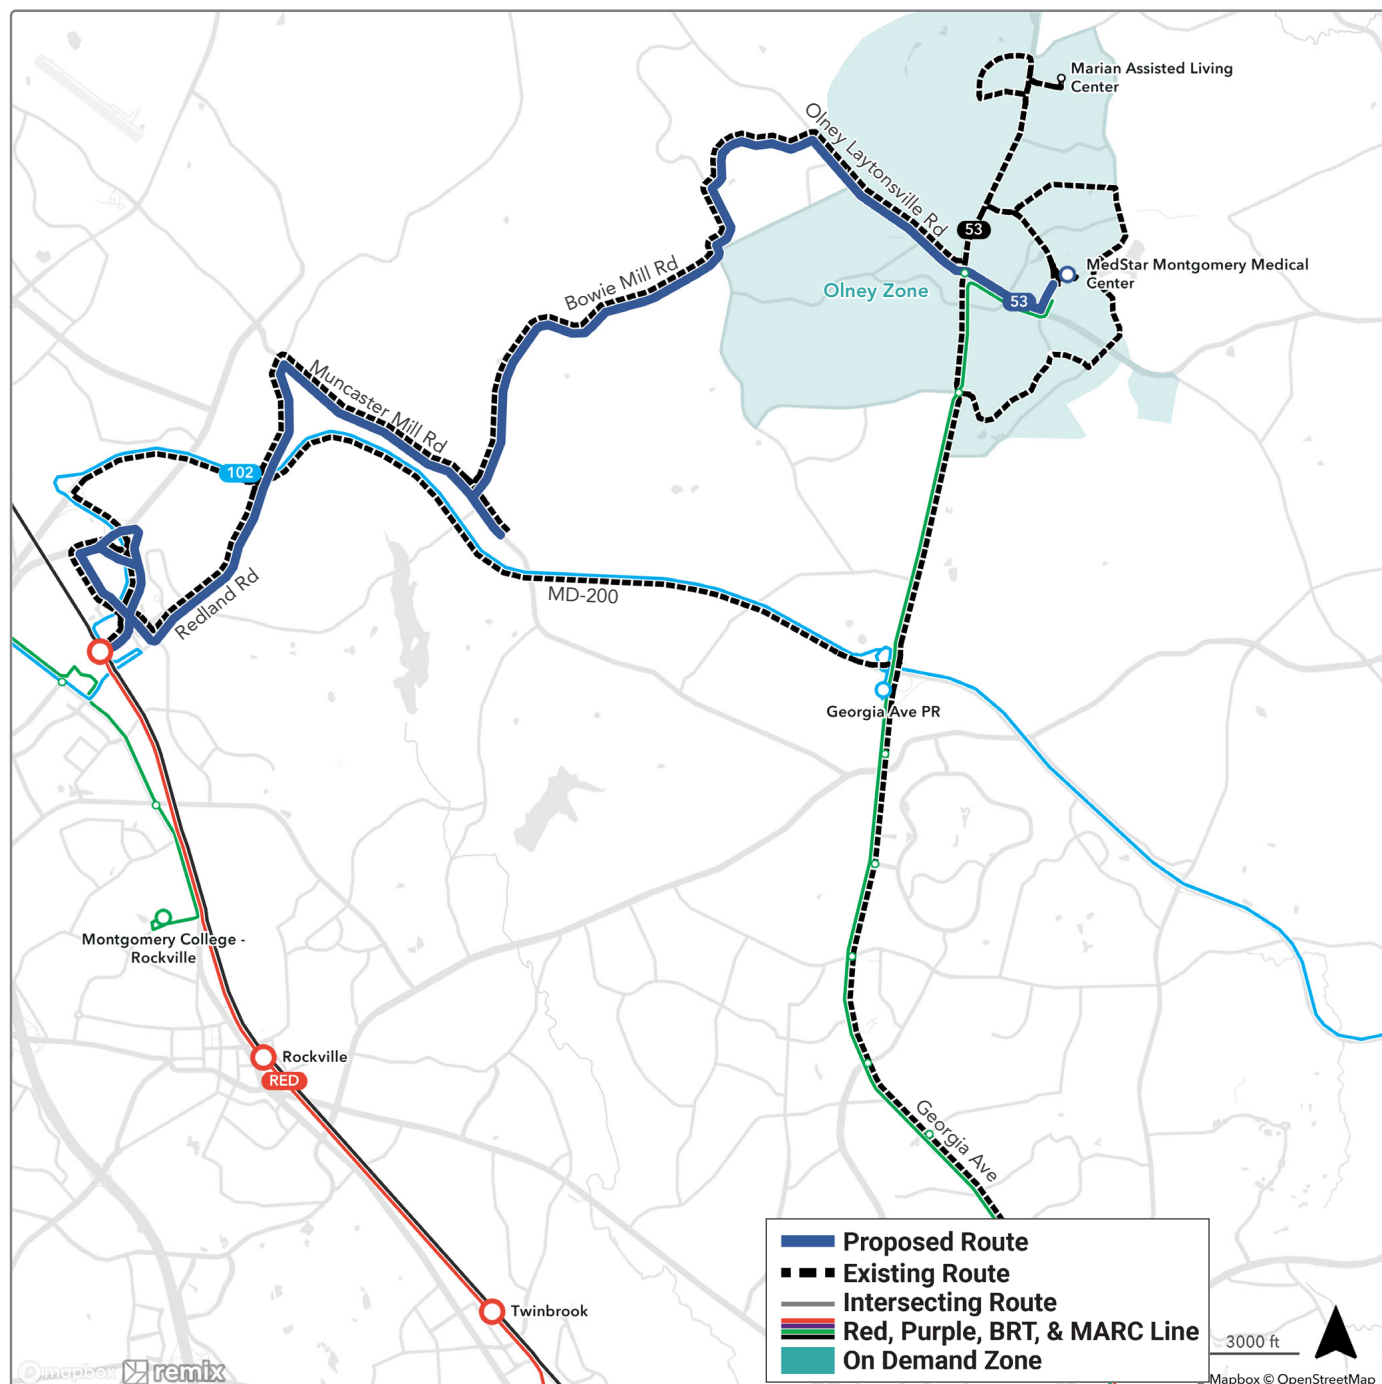 Marian Assisted Living
Center
Olney Laytonsville Rd
53
MedStar Montgomery Medical
Center
Bowie Mill Rd
Olney Zone
53
Muncaster Mill Rd
102
Redland Rd
MD-200
Georgia Ave PR
Montgomery College -
Rockville
Rockville
RED
Georgia Ave
Twinbrook
Proposed Route
Existing Route
Intersecting Route
Red, Purple, BRT, & MARC Line
On Demand Zone
3000 ft
mapbox
remix
Mapbox © OpenStreetMap